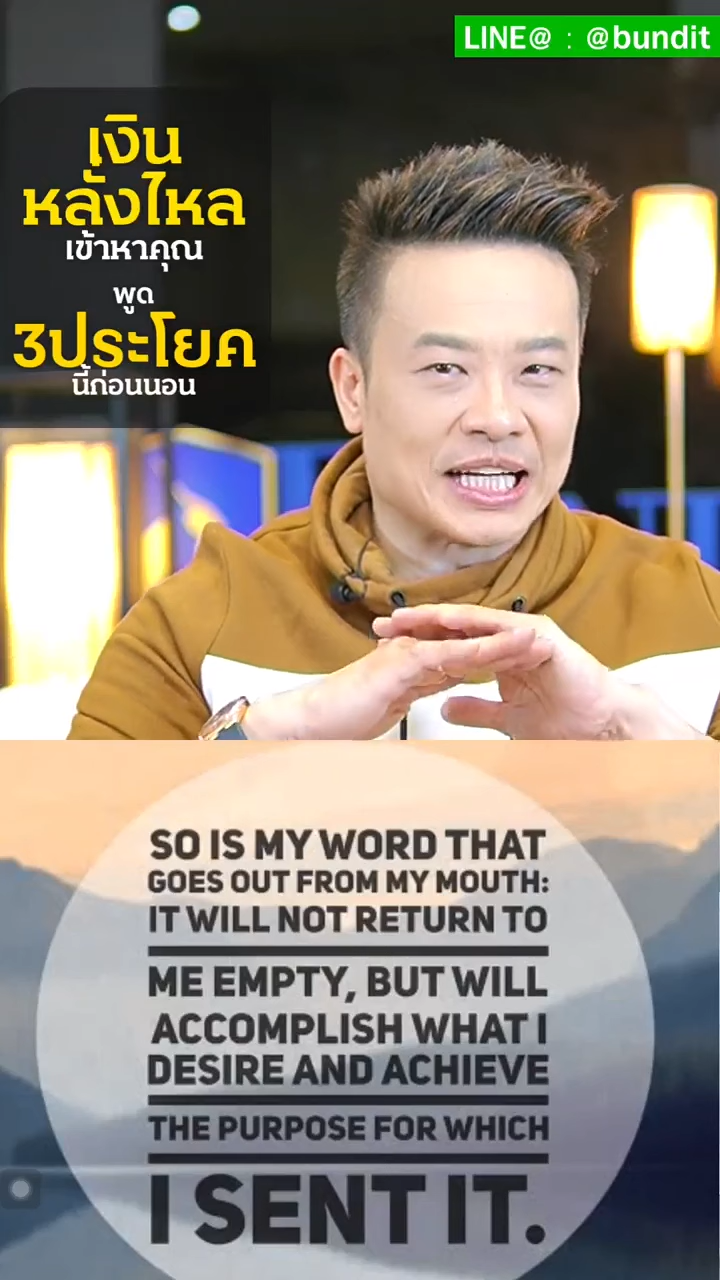 LINE@ : @bundit
เงิน
หลั่งไหล
เข้าหาคุณ
พูด
3ประโยค
นี้ก่อนนอน
SO IS MY WORD THAT
GOES OUT FROM MY MOUTH:
IT WILL NOT RETURN TO
ME EMPTY, BUT WILL
ACCOMPLISH WHAT I
DESIRE AND ACHIEVE
THE PURPOSE FOR WHICH
I SENT IT.